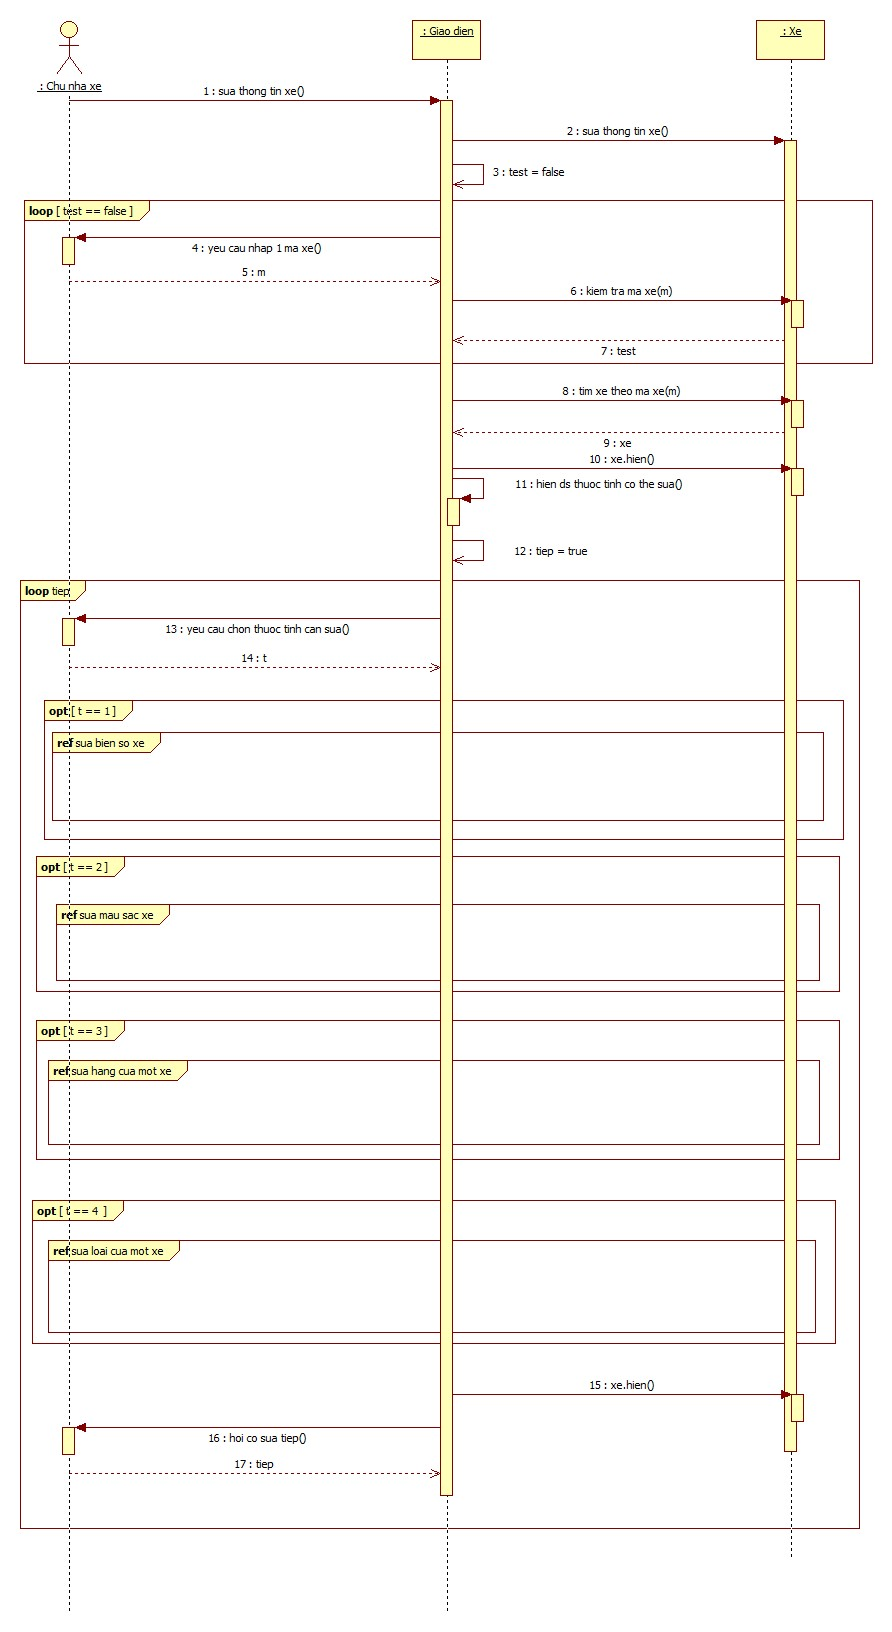 : Giao dien
: Xe
: Chu nha xe
1 : sua thong tin xe()
2 : sua thong tin xe()
3 : test = false
loop [ test == false ]
4 : yeu cau nhap 1 ma xe()
5 : m
6 : kiem tra ma xe(m)
7 : test
8 : tim xe theo ma xe(m)
9 : xe
10 : xe.hien()
11 : hien ds thuoc tinh co the sua()
12 : tiep = true
loop tiep
13 : yeu cau chon thuoc tinh can sua()
14 : t
opt [ t == 1 ]
ref sua bien so xe
opt [ t == 2 ]
ref sua mau sac xe
opt [ t == 3 ]
ref sua hang cua mot xe
opt [ t == 4 ]
ref sua loai cua mot xe
15 : xe.hien()
16 : hoi co sua tiep()
17 : tiep